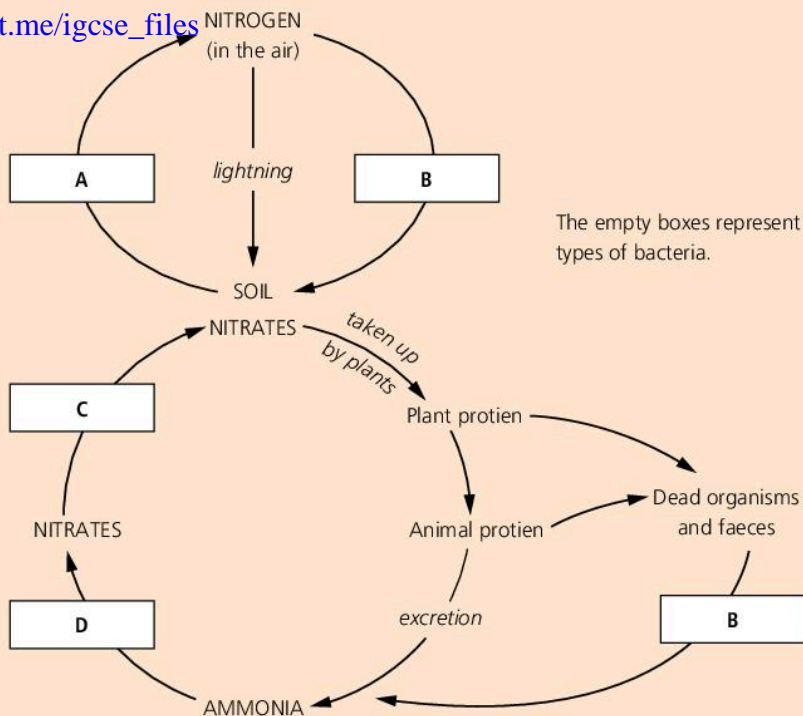 t.me/igcse_files
NITROGEN
(in the air)
A
lightning
B
The empty boxes represent
types of bacteria.
SOIL
NITRATES
taken up
by plants
C
Plant protien
Dead organisms
and faeces
NITRATES
Animal protien
D
excretion
B
AMMONIA